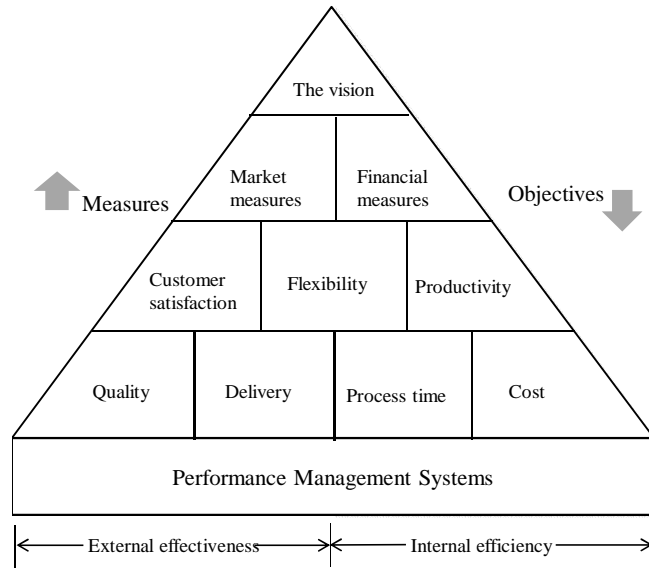 The vision
Market
measures
Financial
measures
Measures
Objectives
Customer
satisfaction
Flexibility
Productivity
Quality
Delivery
Process time
Cost
Performance Management Systems
External effectiveness
Internal efficiency